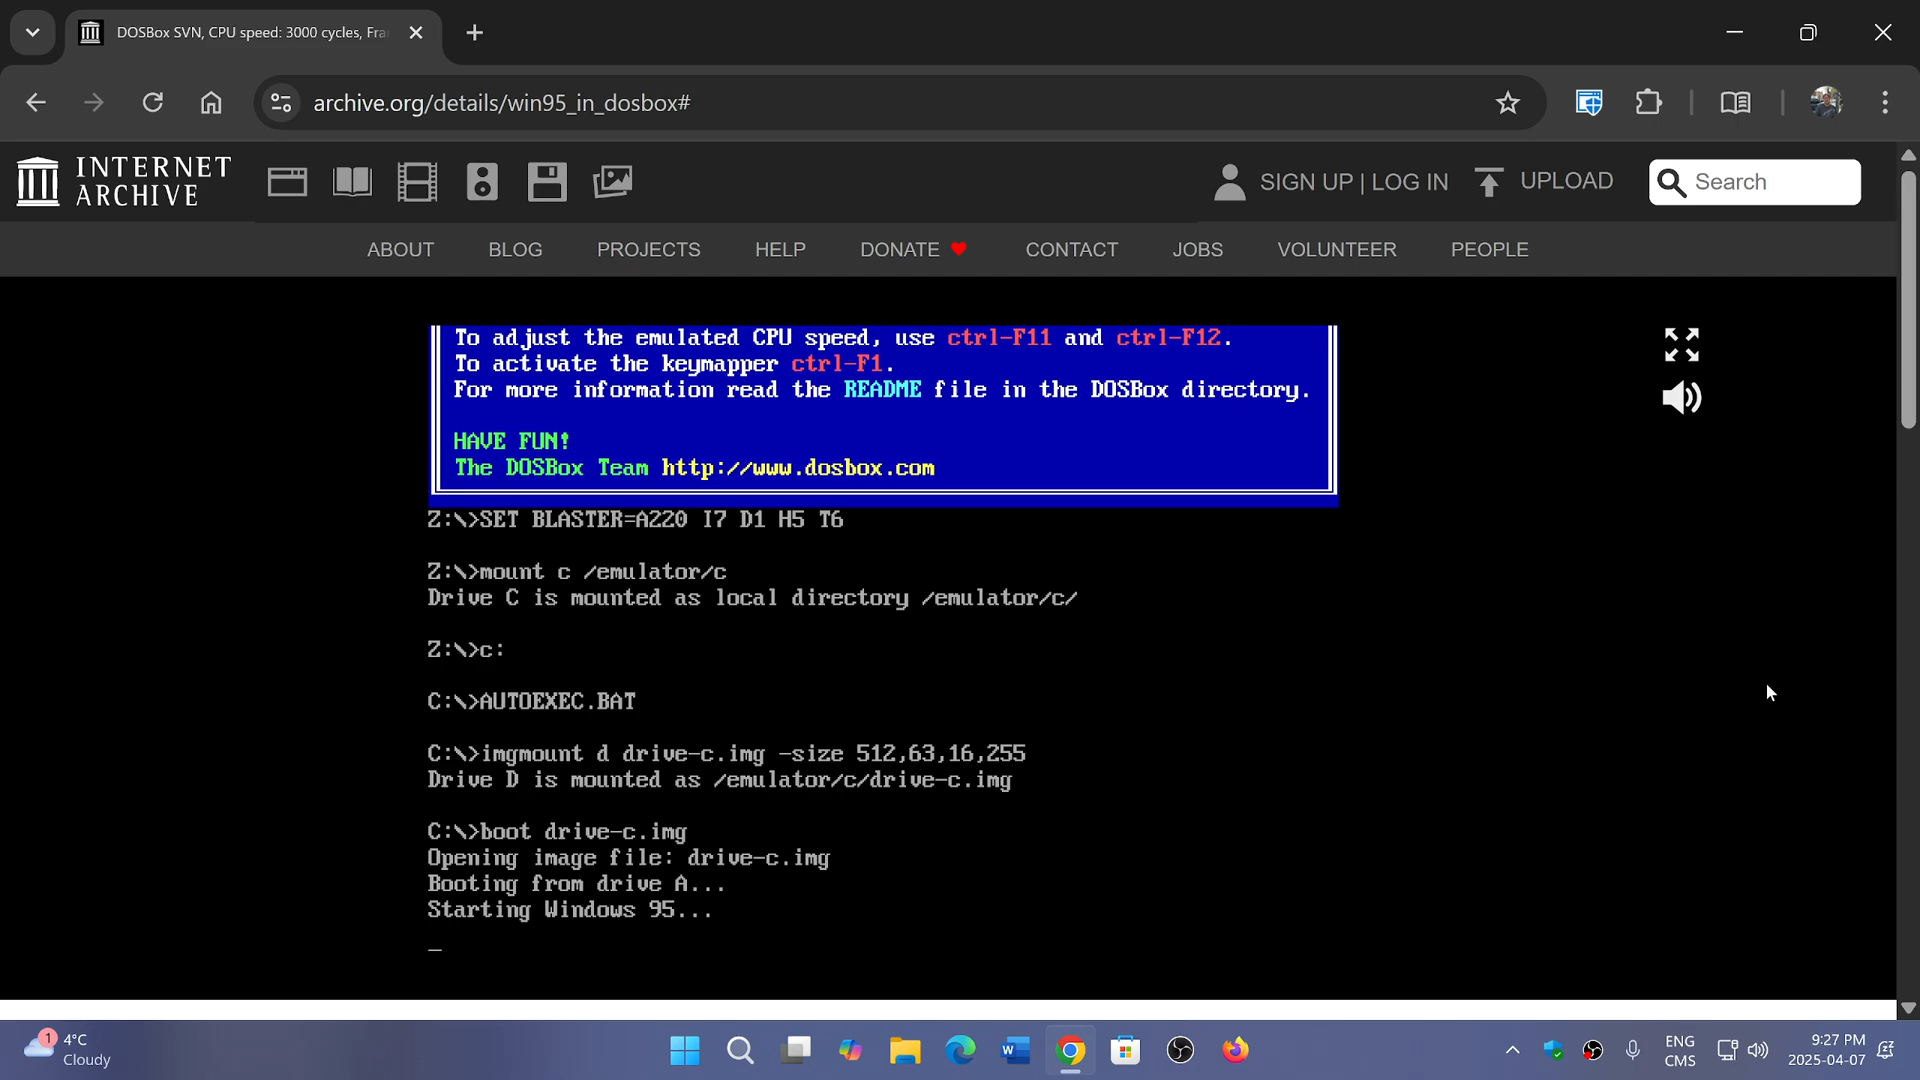 DOSBox SVN, CPU speed: 3000 cycles, Fra
archive.org/details/win95_in_dosbox#
INTERNET
ARCHIVE
SIGN UP | LOG IN
UPLOAD
Search
ABOUT
BLOG
PROJECTS
HELP
DONATE
CONTACT
JOBS
VOLUNTEER
PEOPLE
To adjust the emulated CPU speed, use ctrl-F11 and ctrl-F12.
To activate the keymapper ctrl-F1.
For more information read the README file in the DOSBox directory.
HAVE FUN!
The DOSBox Team http://www.dosbox.com
Z:\>SET BLASTER=A220 I7 D1 H5 T6
Z:\>mount c /emulator/c
Drive C is mounted as local directory /emulator/c/
Z:\>c:
C:\>AUTOEXEC.BAT
C:\>imgmount d drive-c.img -size 512,63,16,255
Drive D is mounted as /emulator/c/drive-c.img
C:\>boot drive-c.img
Opening image file: drive-c.img
Booting from drive A...
Starting Windows 95...
_
1
4°C
Cloudy
W
ENG
CMS
9:27 PM
2025-04-07